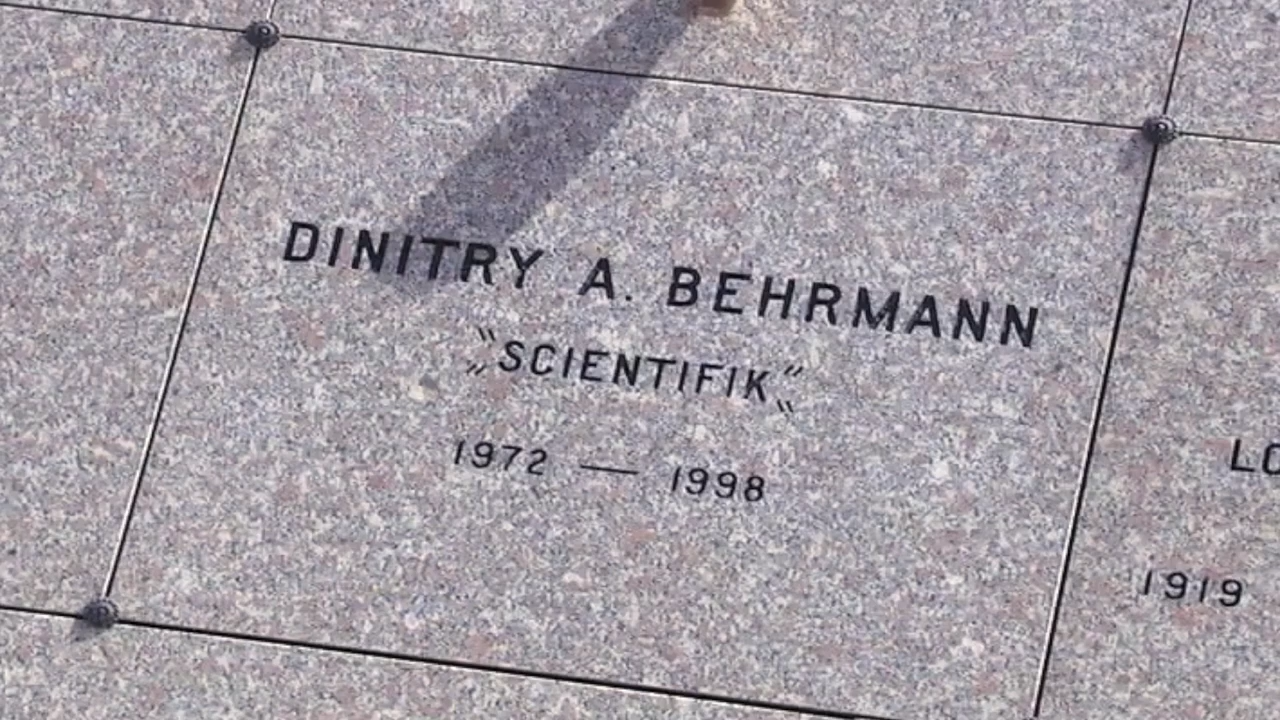 DINITRY A. BEHRMANN
"SCIENTIFIK"
1972 — 1998
1919